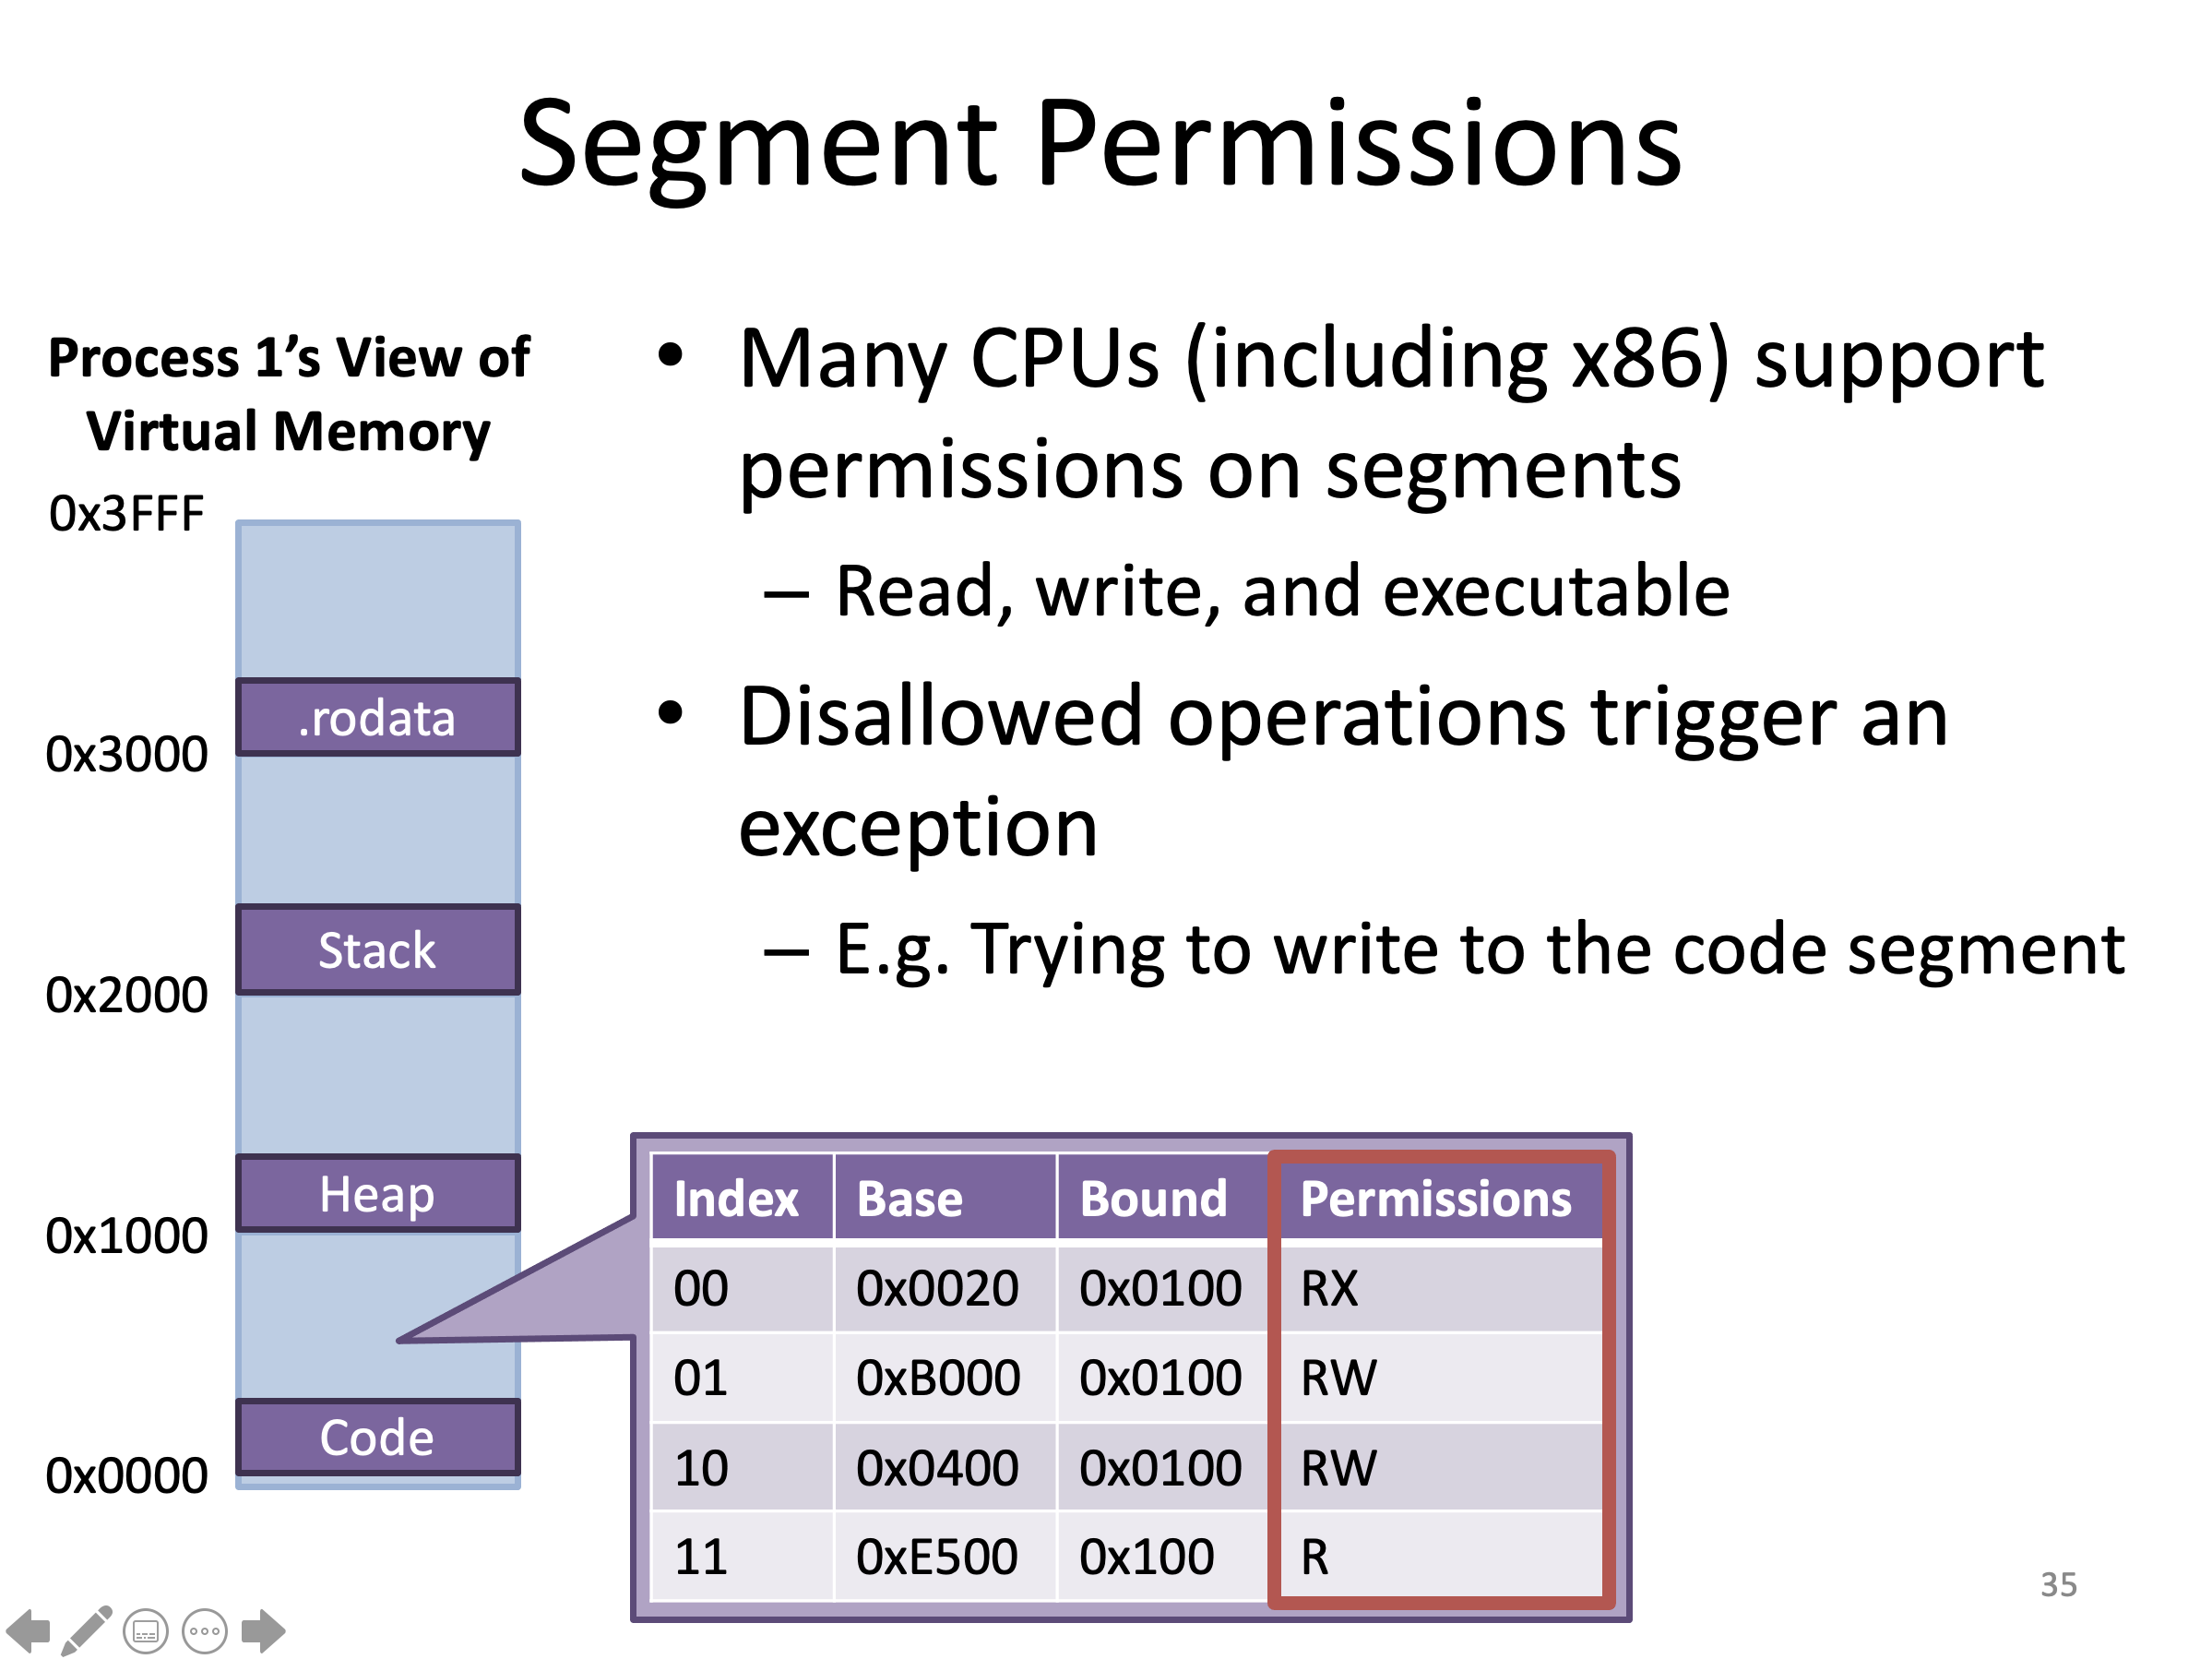 Segment Permissions
Process 1’s View of
Virtual Memory
0x3FFF
.rodata
0x3000
Stack
0x2000
Heap
0x1000
Code
0x0000
• Many CPUs (including x86) support
permissions on segments
– Read, write, and executable
• Disallowed operations trigger an
exception
– E.g. Trying to write to the code segment
Index Base Bound Permissions
00 0x0020 0x0100 RX
01 0xB000 0x0100 RW
10 0x0400 0x0100 RW
11 0xE500 0x100 R
35